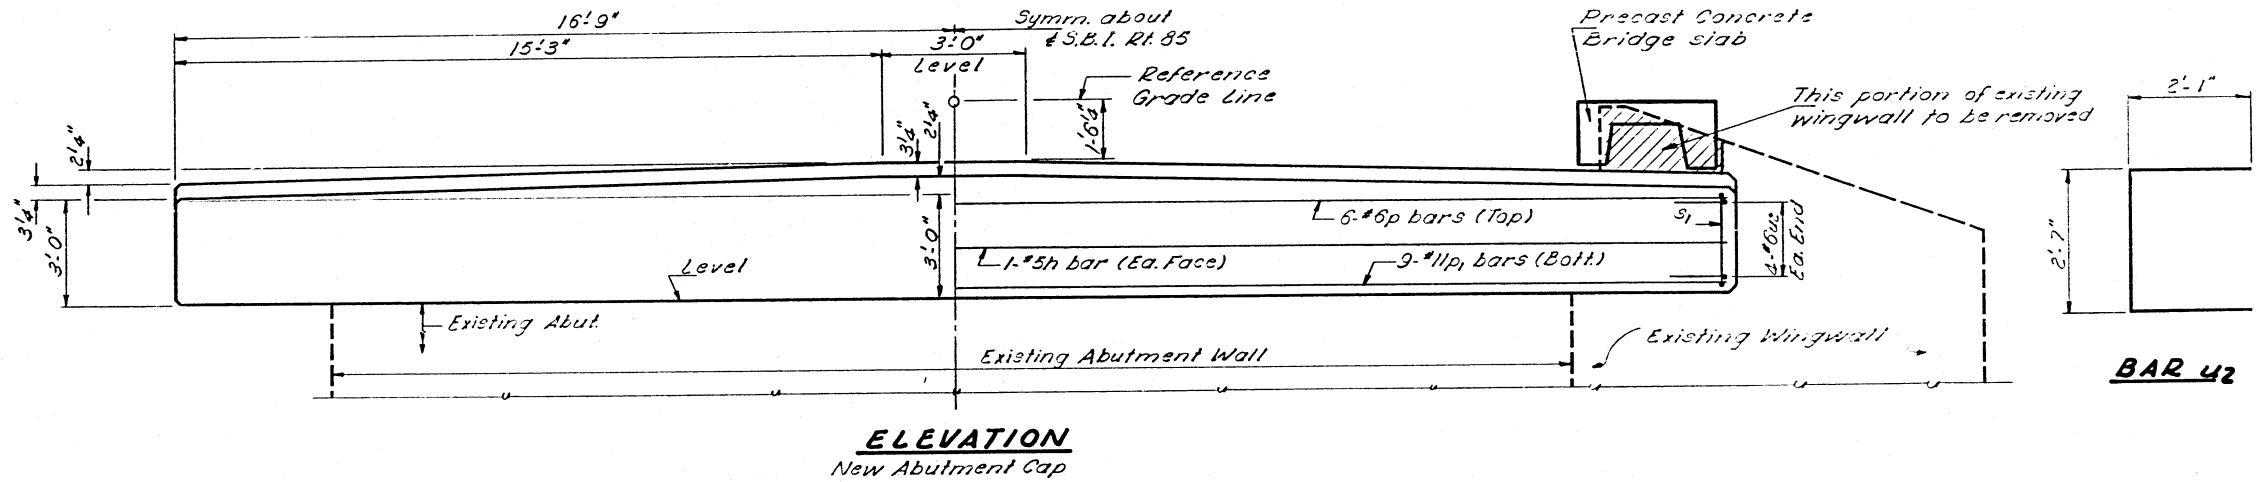 16'-9"
Symm. about
℄ S.B.I. Rt. 85
15'-3"
3'-0"
Level
Reference
Grade Line
1'-6¼"
Precast Concrete
Bridge slab
This portion of existing
wingwall to be removed
2'-1"
2¼"
3¼"
2¼"
3¼"
3'-0"
3'-0"
6-#6p bars (Top)
S₁
1-#5h bar (Ea. Face)
9-#11p₁ bars (Bott.)
Ea. End
Level
2'-7"
Existing Abut.
Existing Abutment Wall
Existing Wingwall
BAR u2
ELEVATION
New Abutment Cap